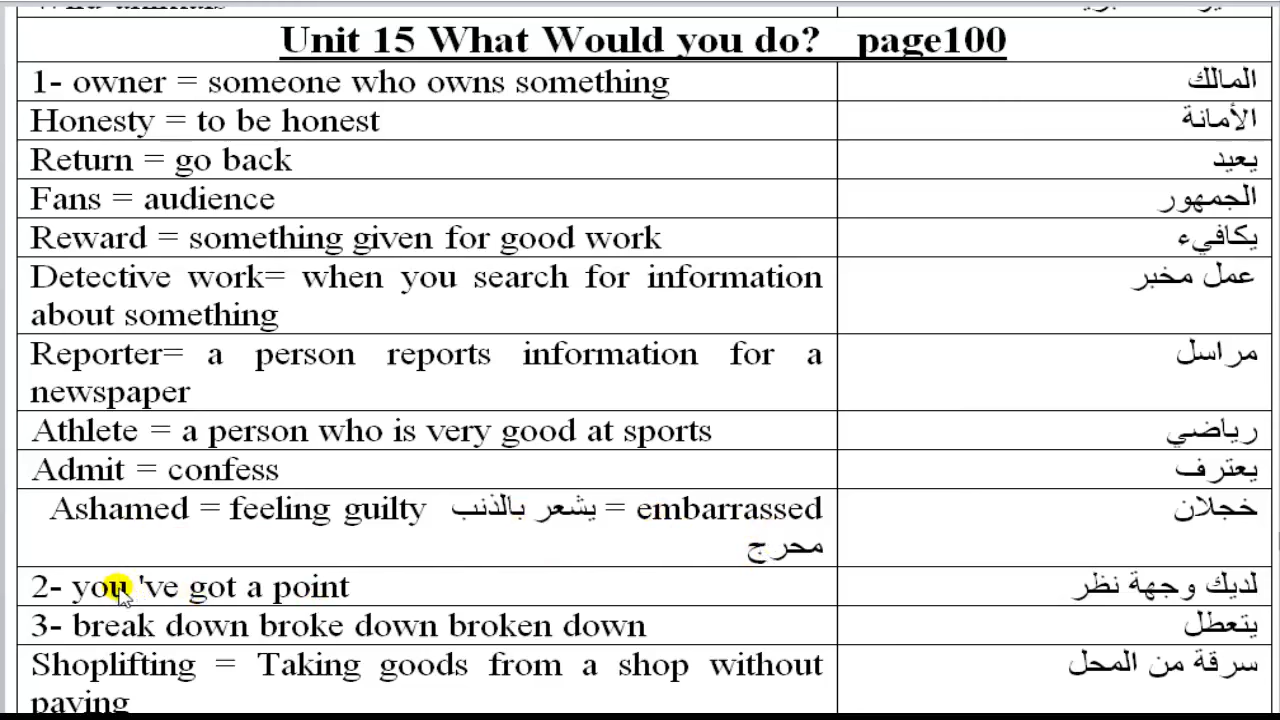 Unit 15 What Would you do? page100
1- owner = someone who owns something
المالك
Honesty = to be honest
الأمانة
Return = go back
يعيد
Fans = audience
الجمهور
Reward = something given for good work
يكافيء
Detective work= when you search for information
about something
عمل مخبر
Reporter= a person reports information for a
newspaper
مراسل
Athlete = a person who is very good at sports
رياضي
Admit = confess
يعترف
Ashamed = feeling guilty يشعر بالذنب = embarrassed
محرج
خجلان
2- you 've got a point
لديك وجهة نظر
3- break down broke down broken down
يتعطل
Shoplifting = Taking goods from a shop without
paying
سرقة من المحل